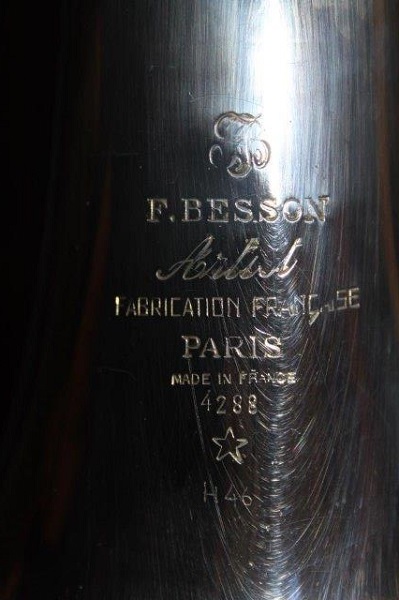 F. BESSON
Artist
FABRICATION FRANÇAISE
PARIS
MADE IN FRANCE
4288